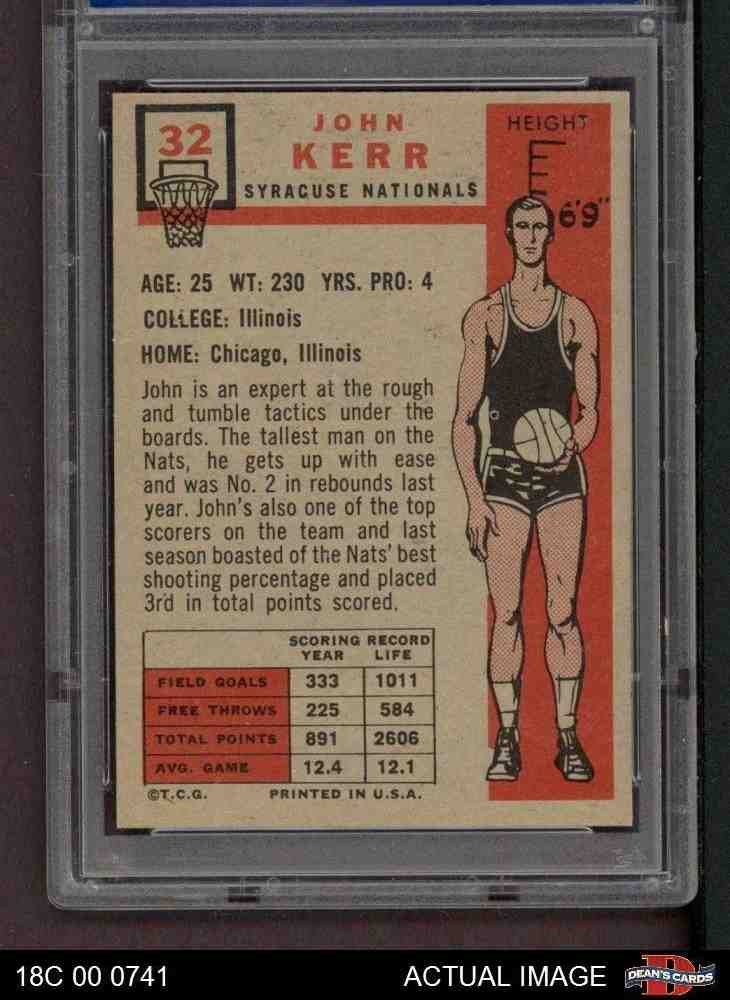 32
JOHN
KERR
SYRACUSE NATIONALS
HEIGHT
6'9"
AGE: 25 WT: 230 YRS. PRO: 4
COLLEGE: Illinois
HOME: Chicago, Illinois
John is an expert at the rough
and tumble tactics under the
boards. The tallest man on the
Nats, he gets up with ease
and was No. 2 in rebounds last
year. John's also one of the top
scorers on the team and last
season boasted of the Nats' best
shooting percentage and placed
3rd in total points scored.
SCORING RECORD
YEAR LIFE
FIELD GOALS 333 1011
FREE THROWS 225 584
TOTAL POINTS 891 2606
AVG. GAME 12.4 12.1
©T.C.G. PRINTED IN U.S.A.
18C 00 0741 ACTUAL IMAGE DEAN'S CARDS